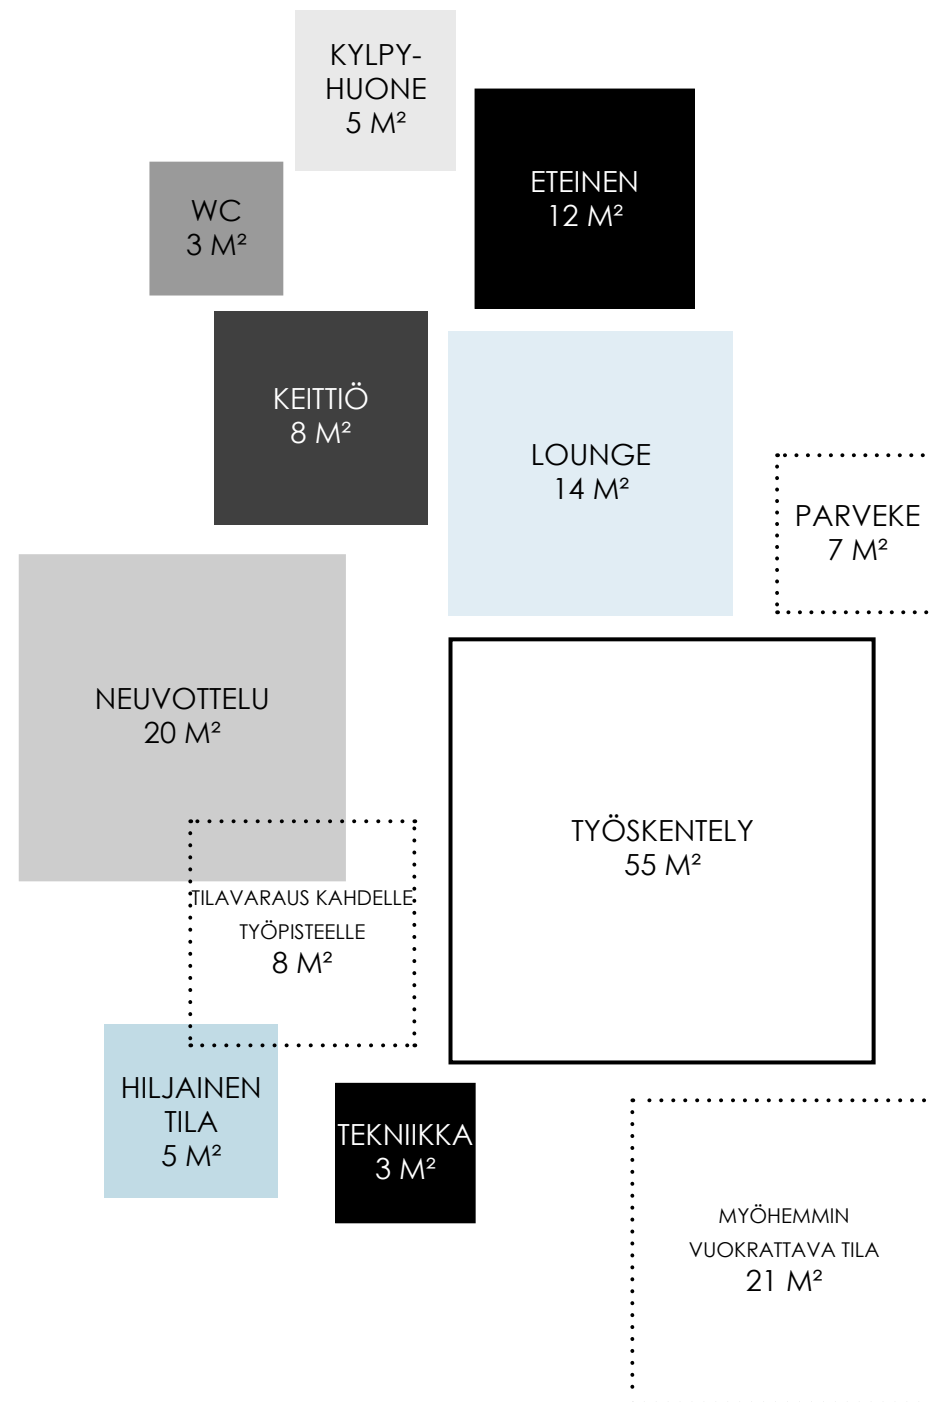 KYLPY-
HUONE
5 M²
ETEINEN
12 M²
WC
3 M²
KEITTIÖ
8 M²
LOUNGE
14 M²
PARVEKE
7 M²
NEUVOTTELU
20 M²
TYÖSKENTELY
55 M²
TILAVARAUS KAHDELLE
TYÖPISTEELLE
8 M²
HILJAINEN
TILA
5 M²
TEKNIIKKA
3 M²
MYÖHEMMIN
VUOKRATTAVA TILA
21 M²